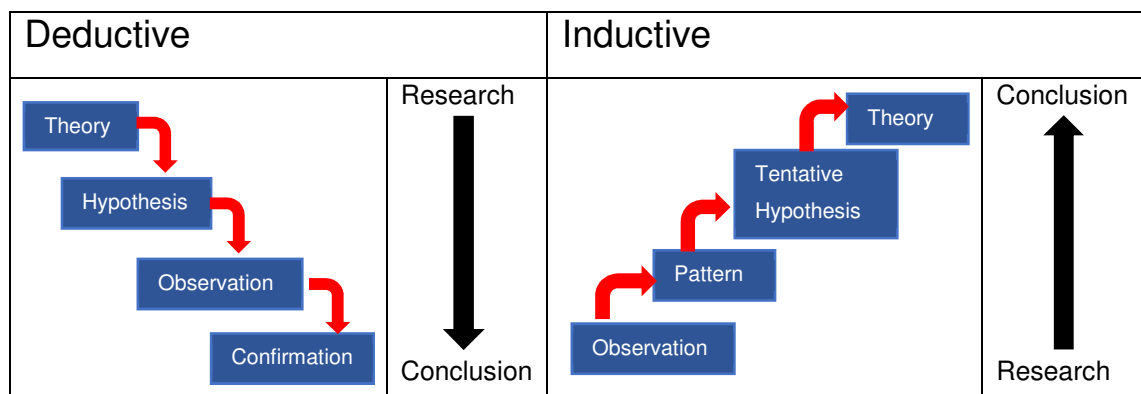 Deductive
Inductive
Theory
Hypothesis
Observation
Confirmation
Research
Conclusion
Theory
Tentative
Hypothesis
Pattern
Observation
Conclusion
Research